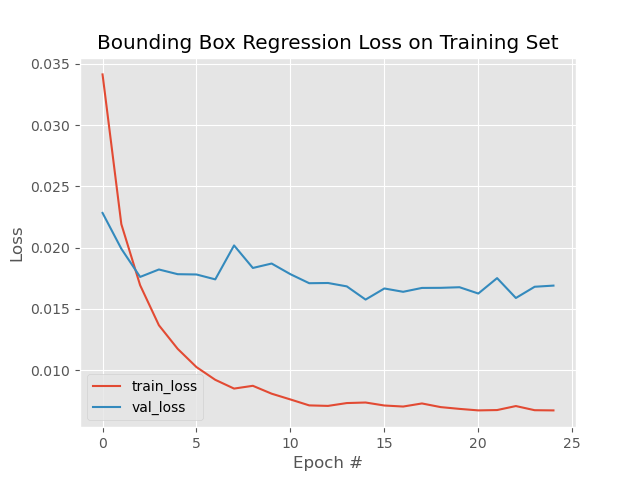 Bounding Box Regression Loss on Training Set
0.035
0.030
0.025
0.020
0.015
0.010
Loss
train_loss
val_loss
0 5 10 15 20 25
Epoch #